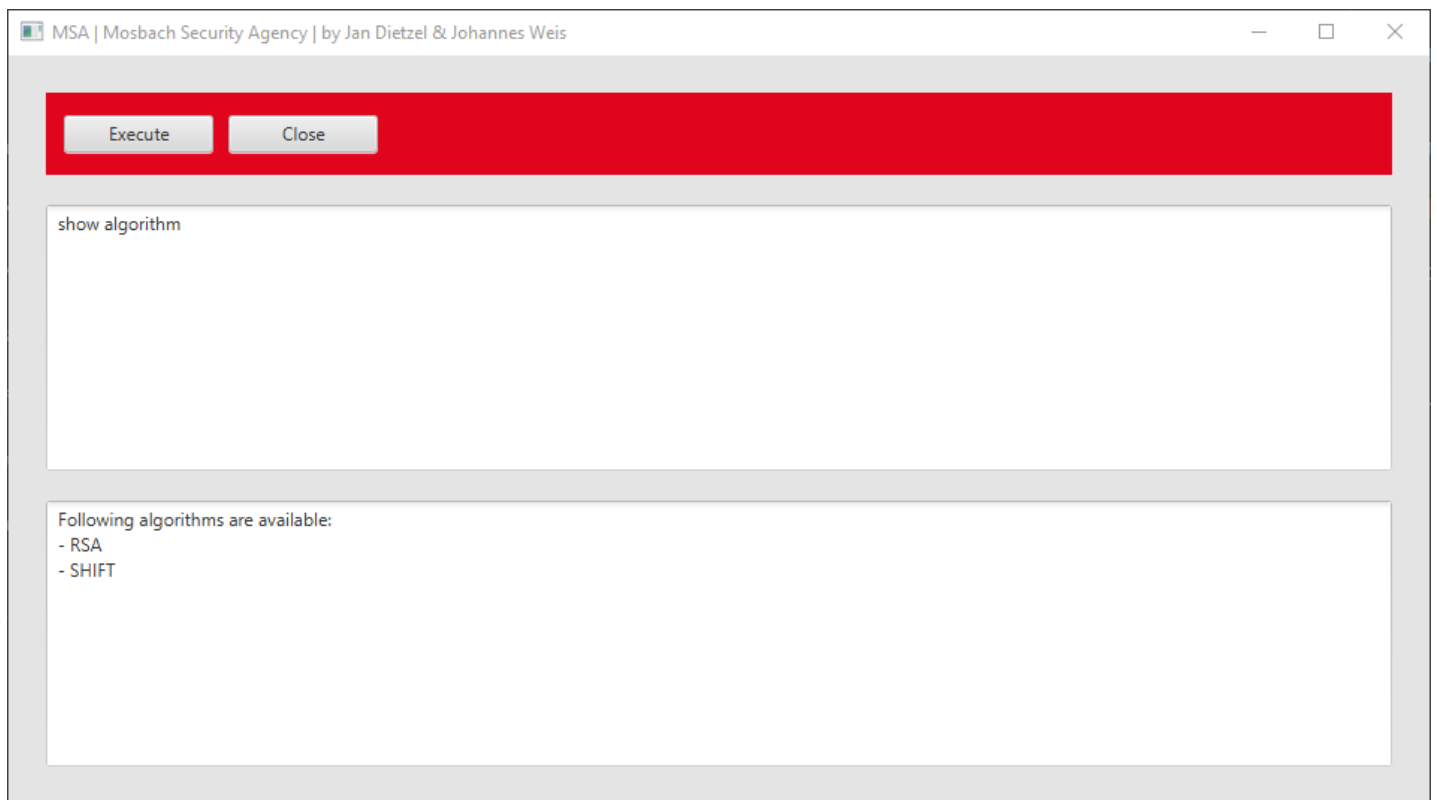 MSA | Mosbach Security Agency | by Jan Dietzel & Johannes Weis
Execute Close
show algorithm
Following algorithms are available:
- RSA
- SHIFT